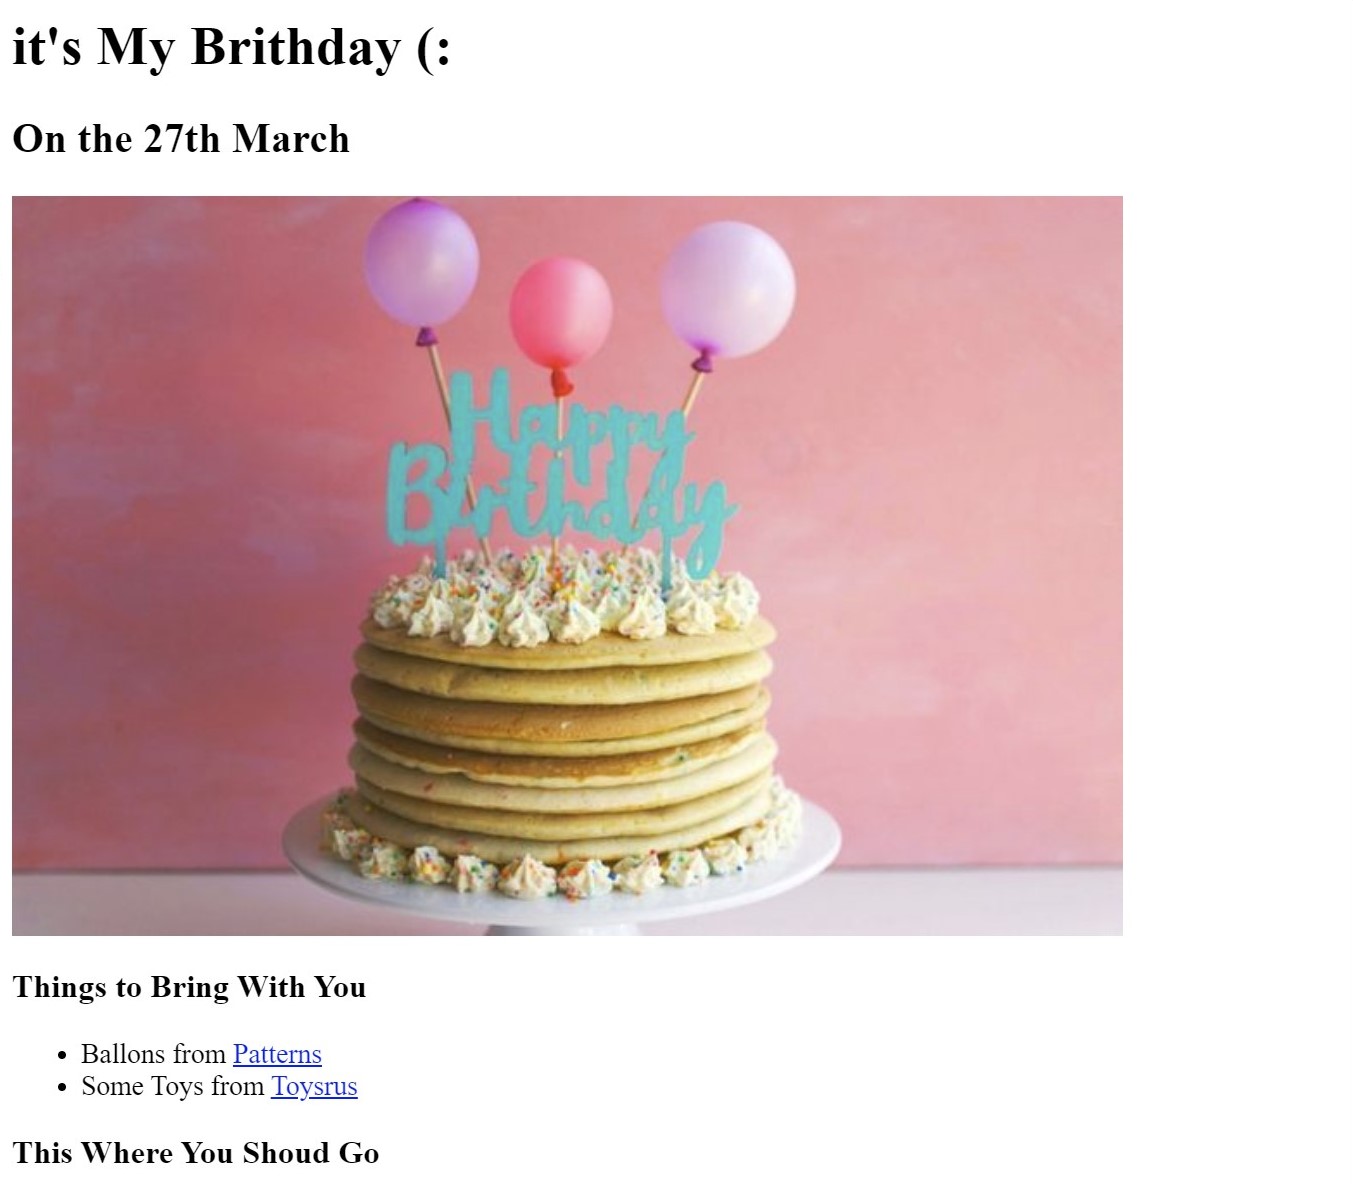 it's My Brithday (:
On the 27th March
Happy
Birthday
Things to Bring With You
Ballons from Patterns
Some Toys from Toysrus
This Where You Shoud Go